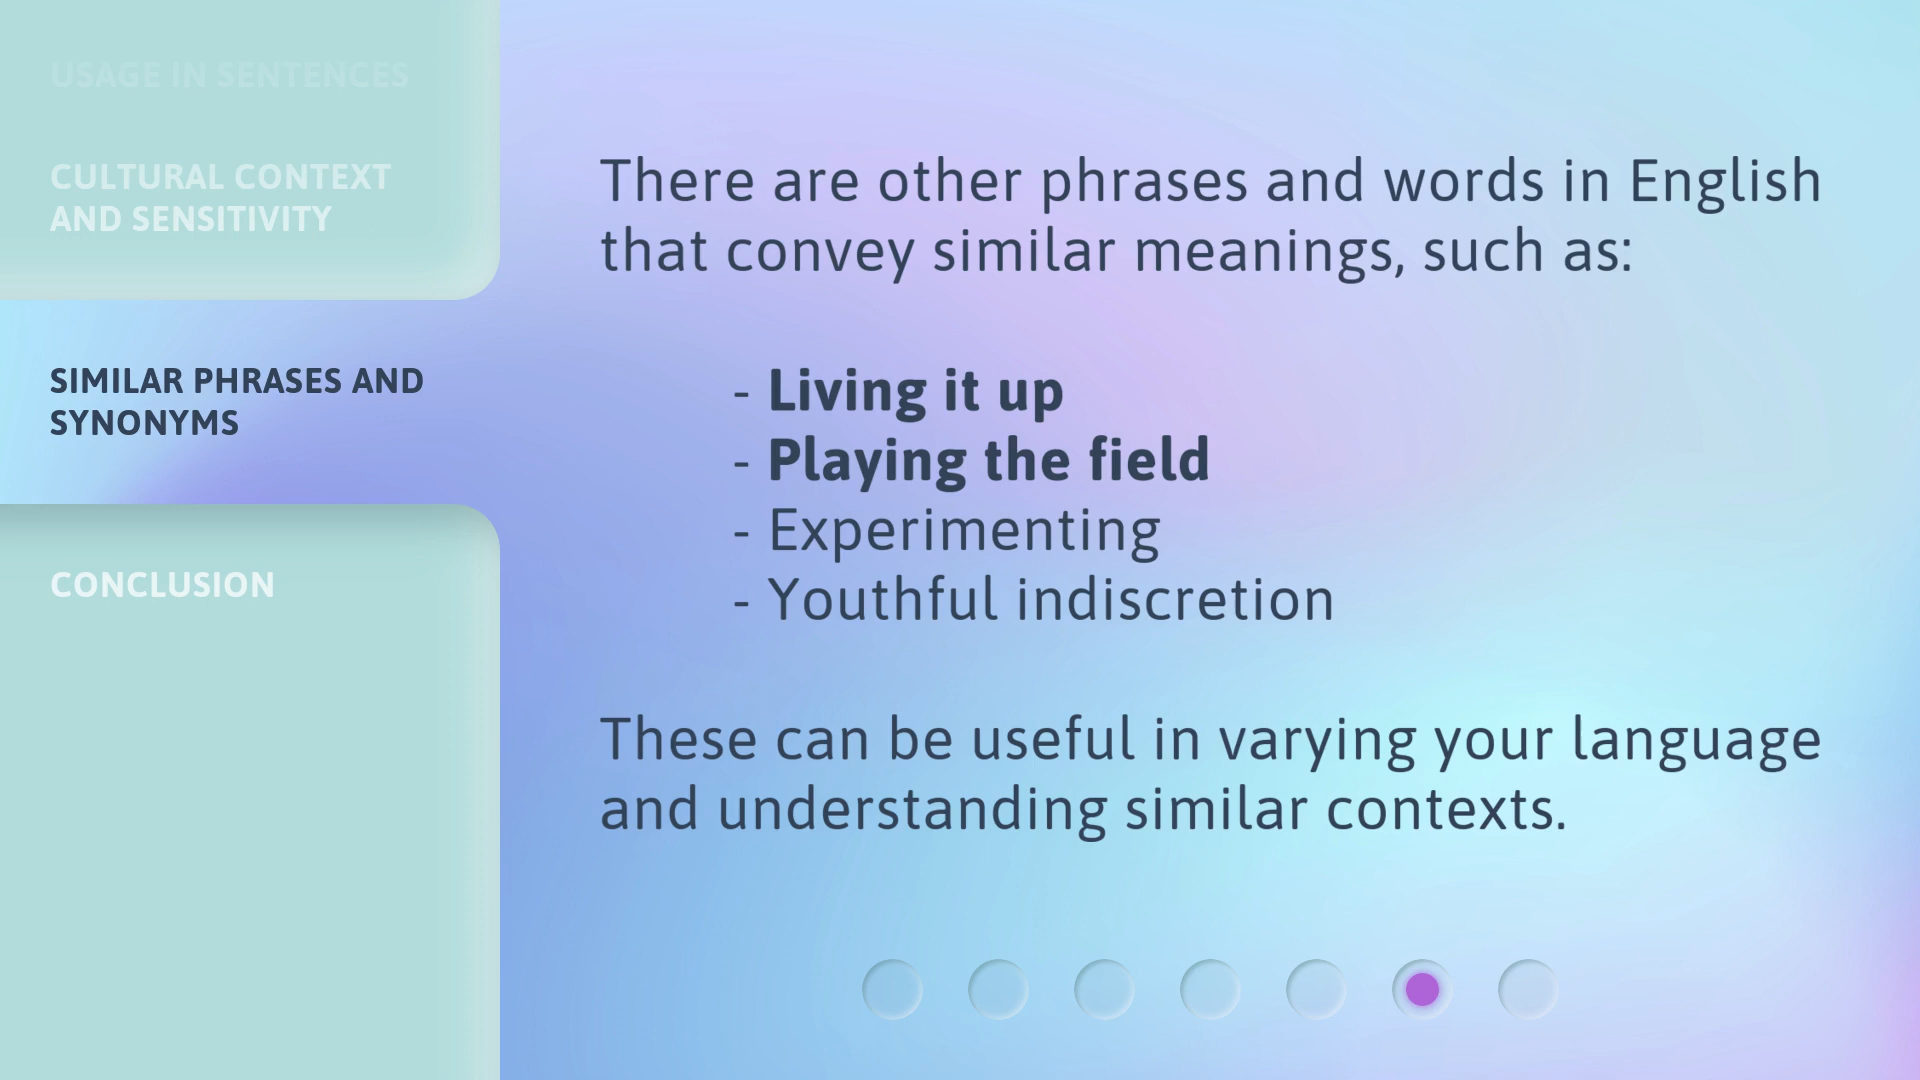 USAGE IN SENTENCES
CULTURAL CONTEXT
AND SENSITIVITY
SIMILAR PHRASES AND
SYNONYMS
CONCLUSION
There are other phrases and words in English
that convey similar meanings, such as:
- Living it up
- Playing the field
- Experimenting
- Youthful indiscretion
These can be useful in varying your language
and understanding similar contexts.